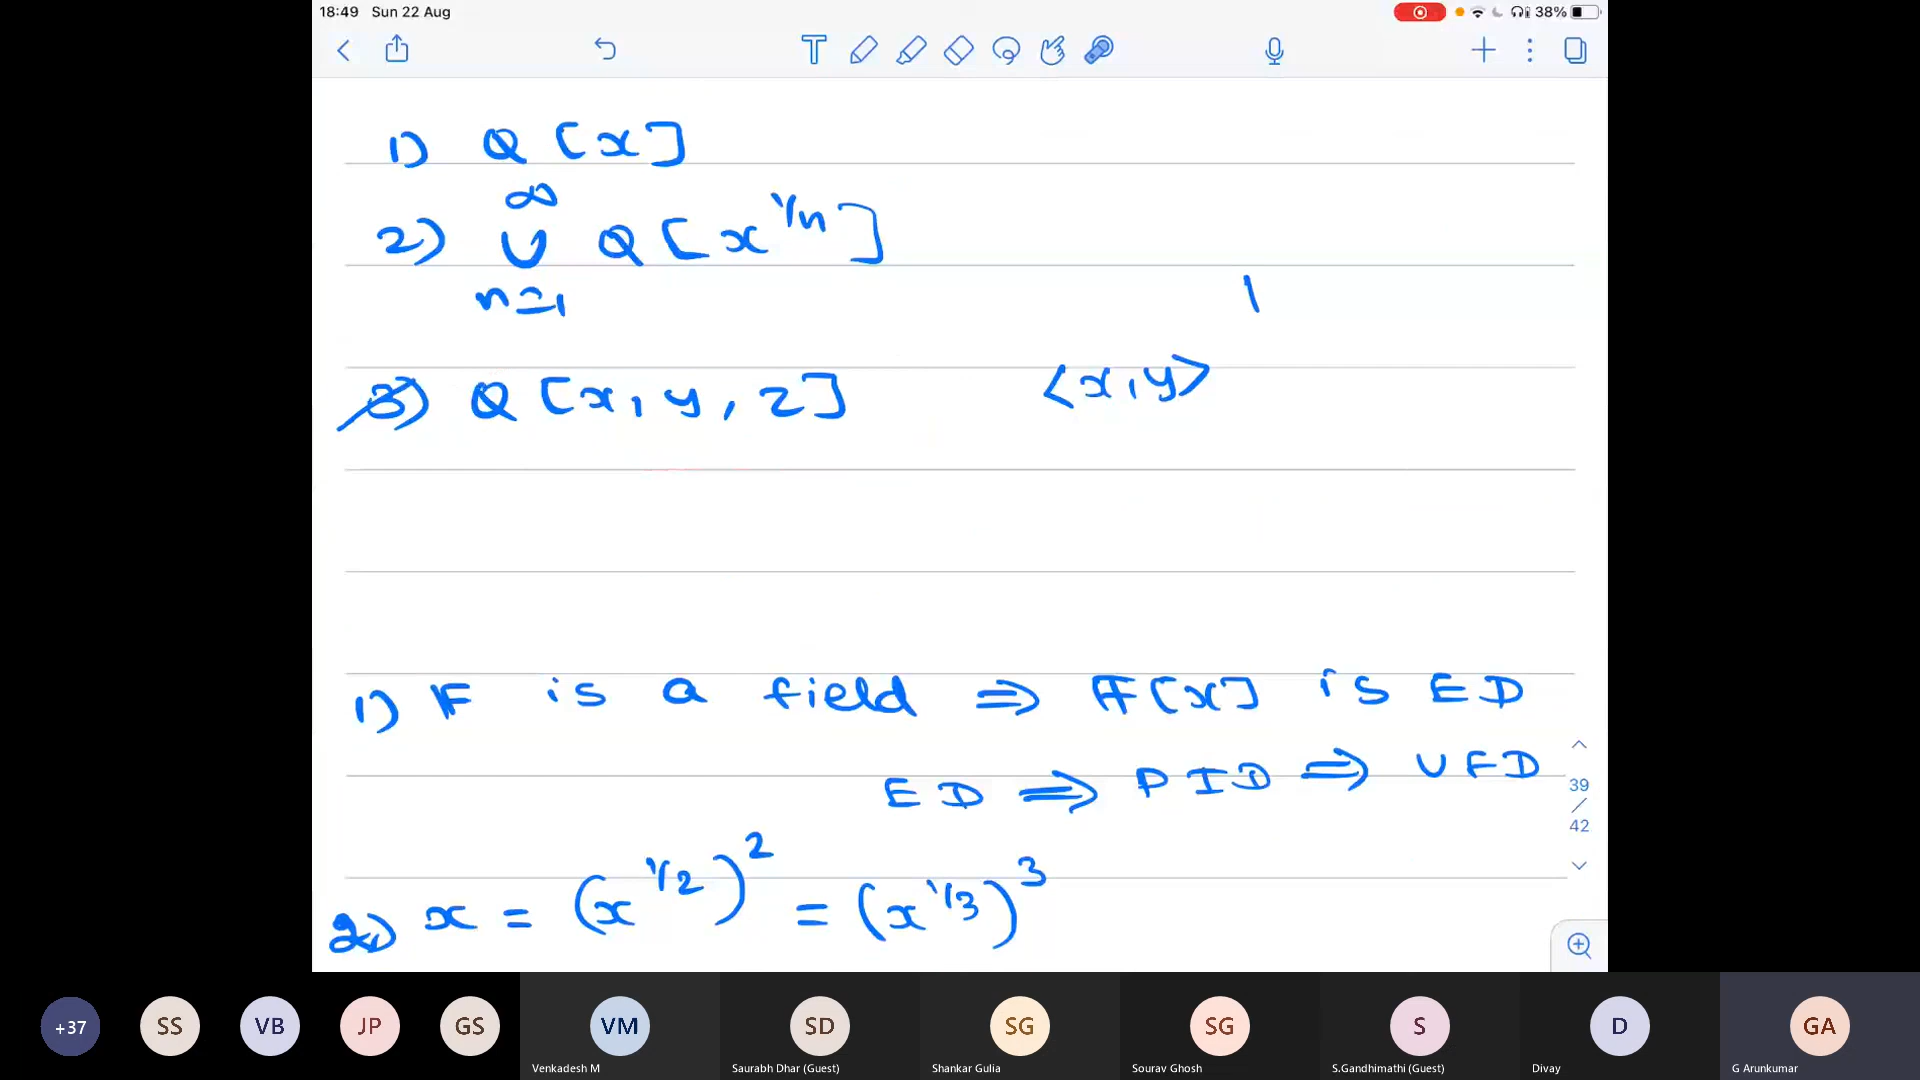 18:49 Sun 22 Aug 38%
1) Q [x]
∞
2) ∪ Q [x^{1/n}]
n=1
1
3) Q [x, y, z] <x, y>
1) F is a field ⇒ F[x] is ED
ED ⇒ PID ⇒ UFD
39
/
42
2) x = (x^{1/2})^2 = (x^{1/3})^3
+37 SS VB JP GS VM SD SG SG S D GA
Venkadesh M Saurabh Dhar (Guest) Shankar Gulia Sourav Ghosh S.Gandhimathi (Guest) Divay G Arunkumar